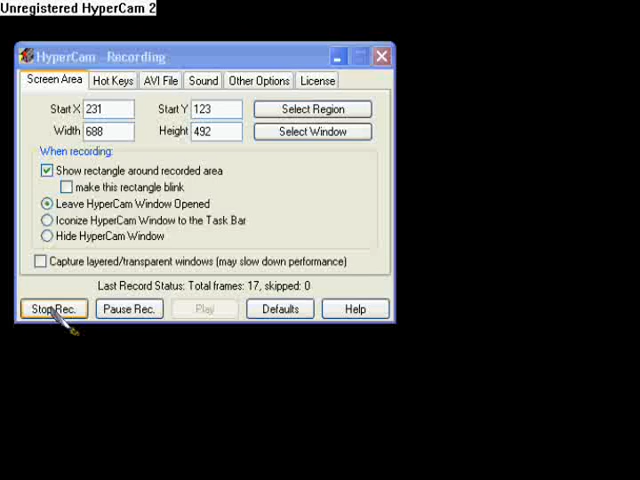 Unregistered HyperCam 2
HyperCam - Recording
Screen Area Hot Keys AVI File Sound Other Options License
Start X 231 Start Y 123 Select Region
Width 688 Height 492 Select Window
When recording:
Show rectangle around recorded area
make this rectangle blink
Leave HyperCam Window Opened
Iconize HyperCam Window to the Task Bar
Hide HyperCam Window
Capture layered/transparent windows (may slow down performance)
Last Record Status: Total frames: 17, skipped: 0
Stop Rec. Pause Rec. Play Defaults Help